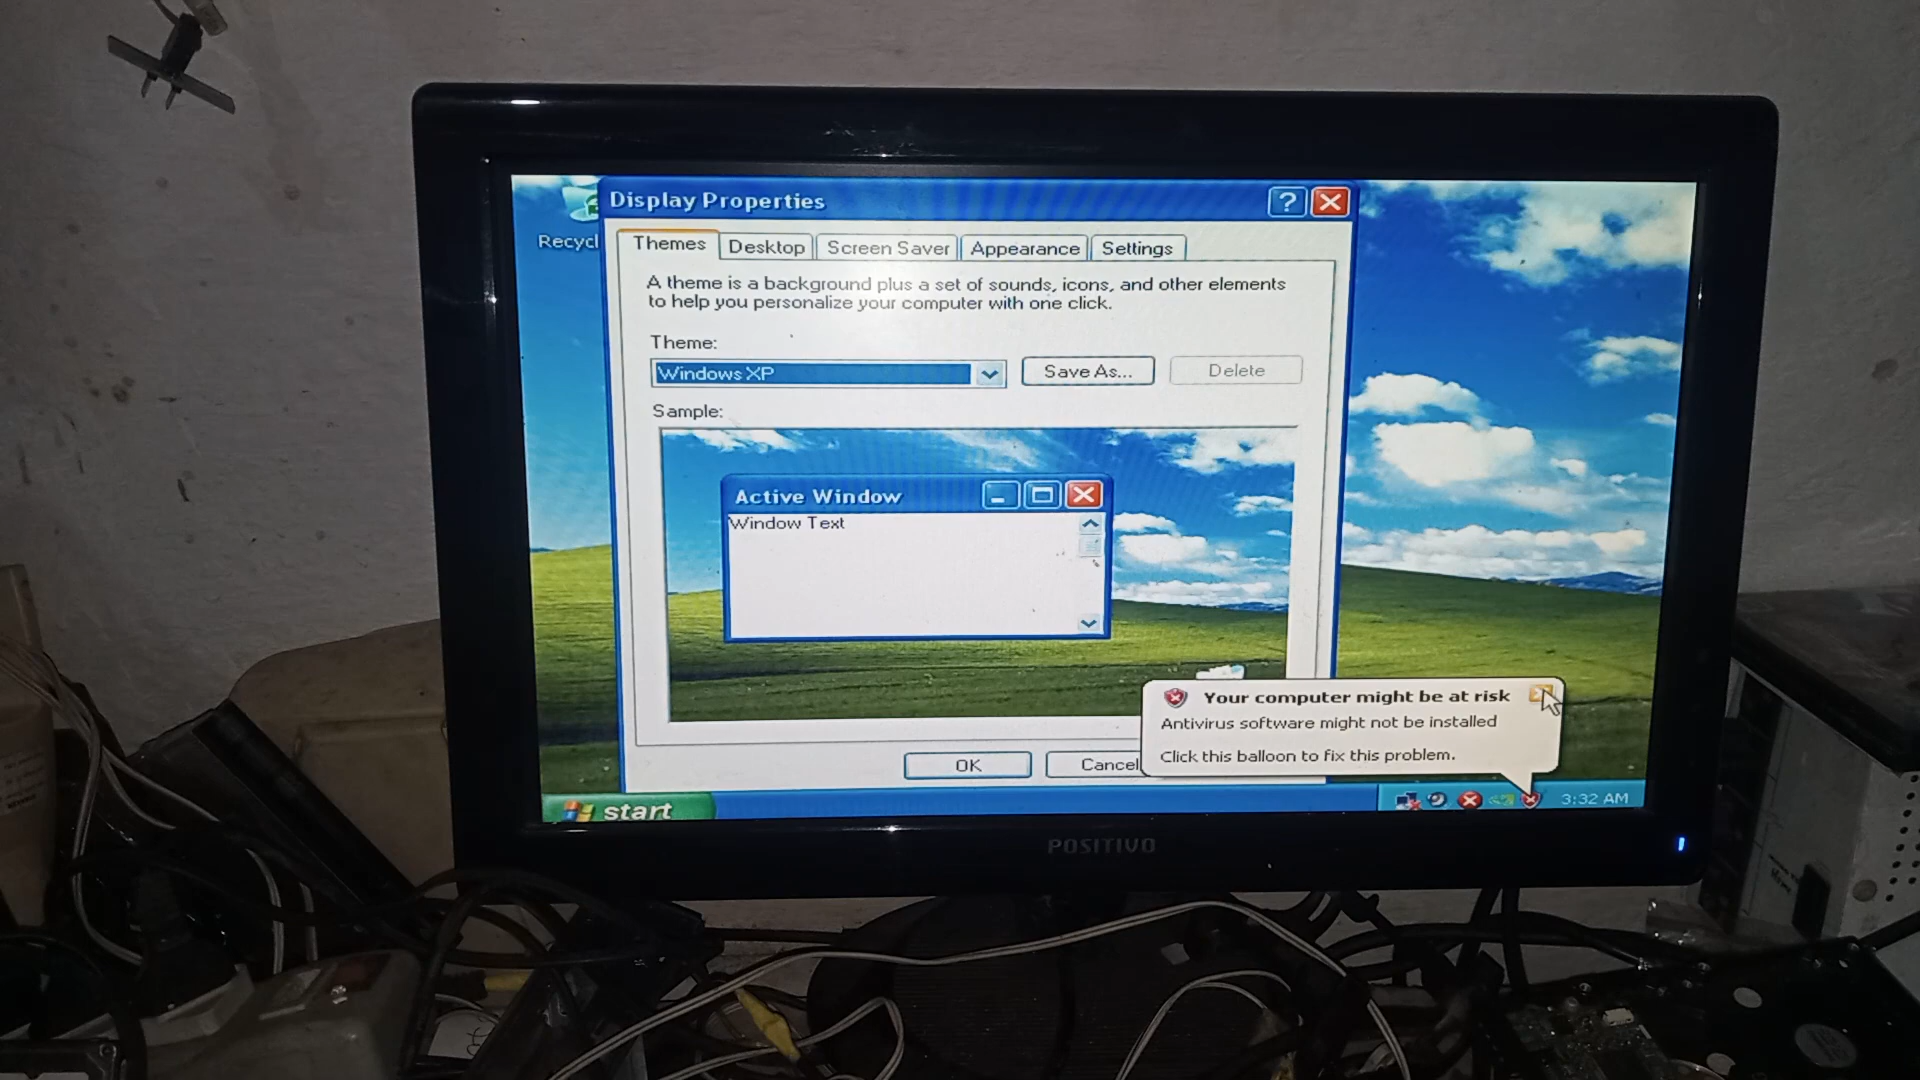 Recycl
Display Properties
Themes
Desktop
Screen Saver
Appearance
Settings
A theme is a background plus a set of sounds, icons, and other elements
to help you personalize your computer with one click.
Theme:
Windows XP
Save As...
Delete
Sample:
Active Window
Window Text
Your computer might be at risk
Antivirus software might not be installed
Click this balloon to fix this problem.
OK
Cancel
start
3:32 AM
POSITIVO